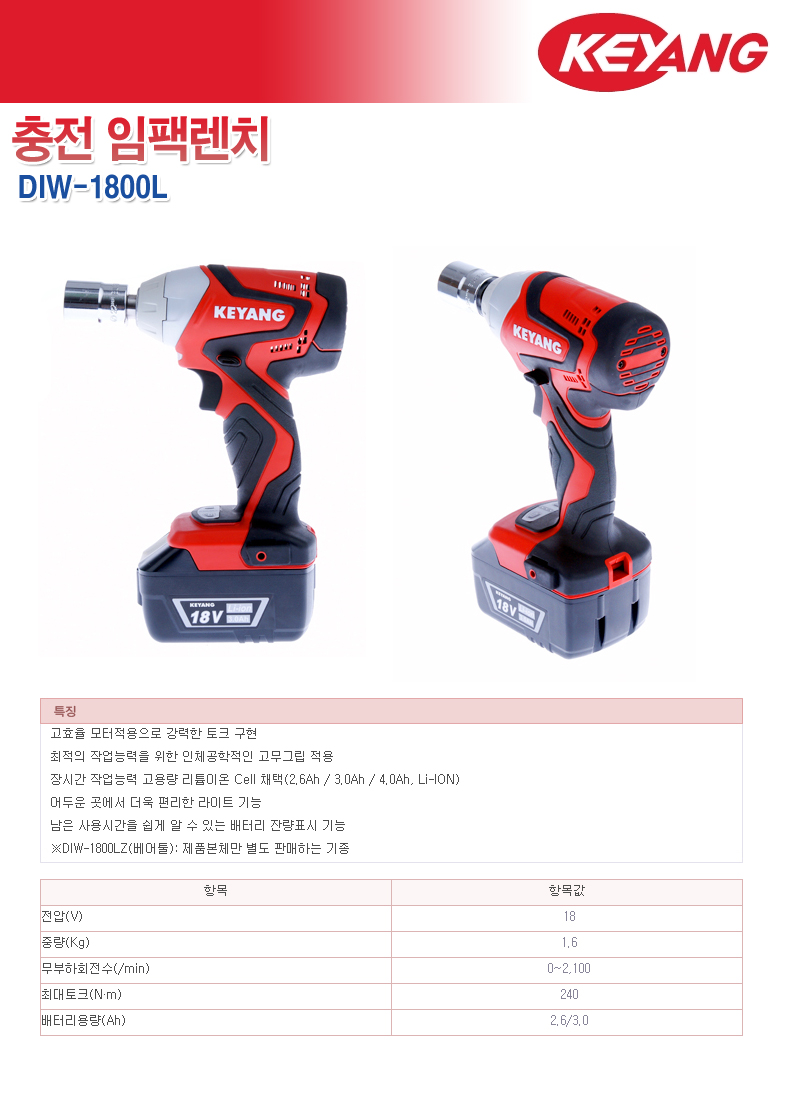 KEYANG
충전 임팩렌치
DIW-1800L
KEYANG
KEYANG
KEYANG
18V
Li-ION
3.0Ah
KEYANG
18V
특징
고효율 모터적용으로 강력한 토크 구현
최적의 작업능력을 위한 인체공학적인 고무그립 적용
장시간 작업능력 고용량 리튬이온 Cell 채택(2.6Ah / 3.0Ah / 4.0Ah, Li-ION)
어두운 곳에서 더욱 편리한 라이트 기능
남은 사용시간을 쉽게 알 수 있는 배터리 잔량표시 기능
※DIW-1800LZ(베어툴): 제품본체만 별도 판매하는 기종
항목 항목값
전압(V) 18
중량(Kg) 1.6
무부하회전수(/min) 0~2,100
최대토크(N·m) 240
배터리용량(Ah) 2.6/3.0